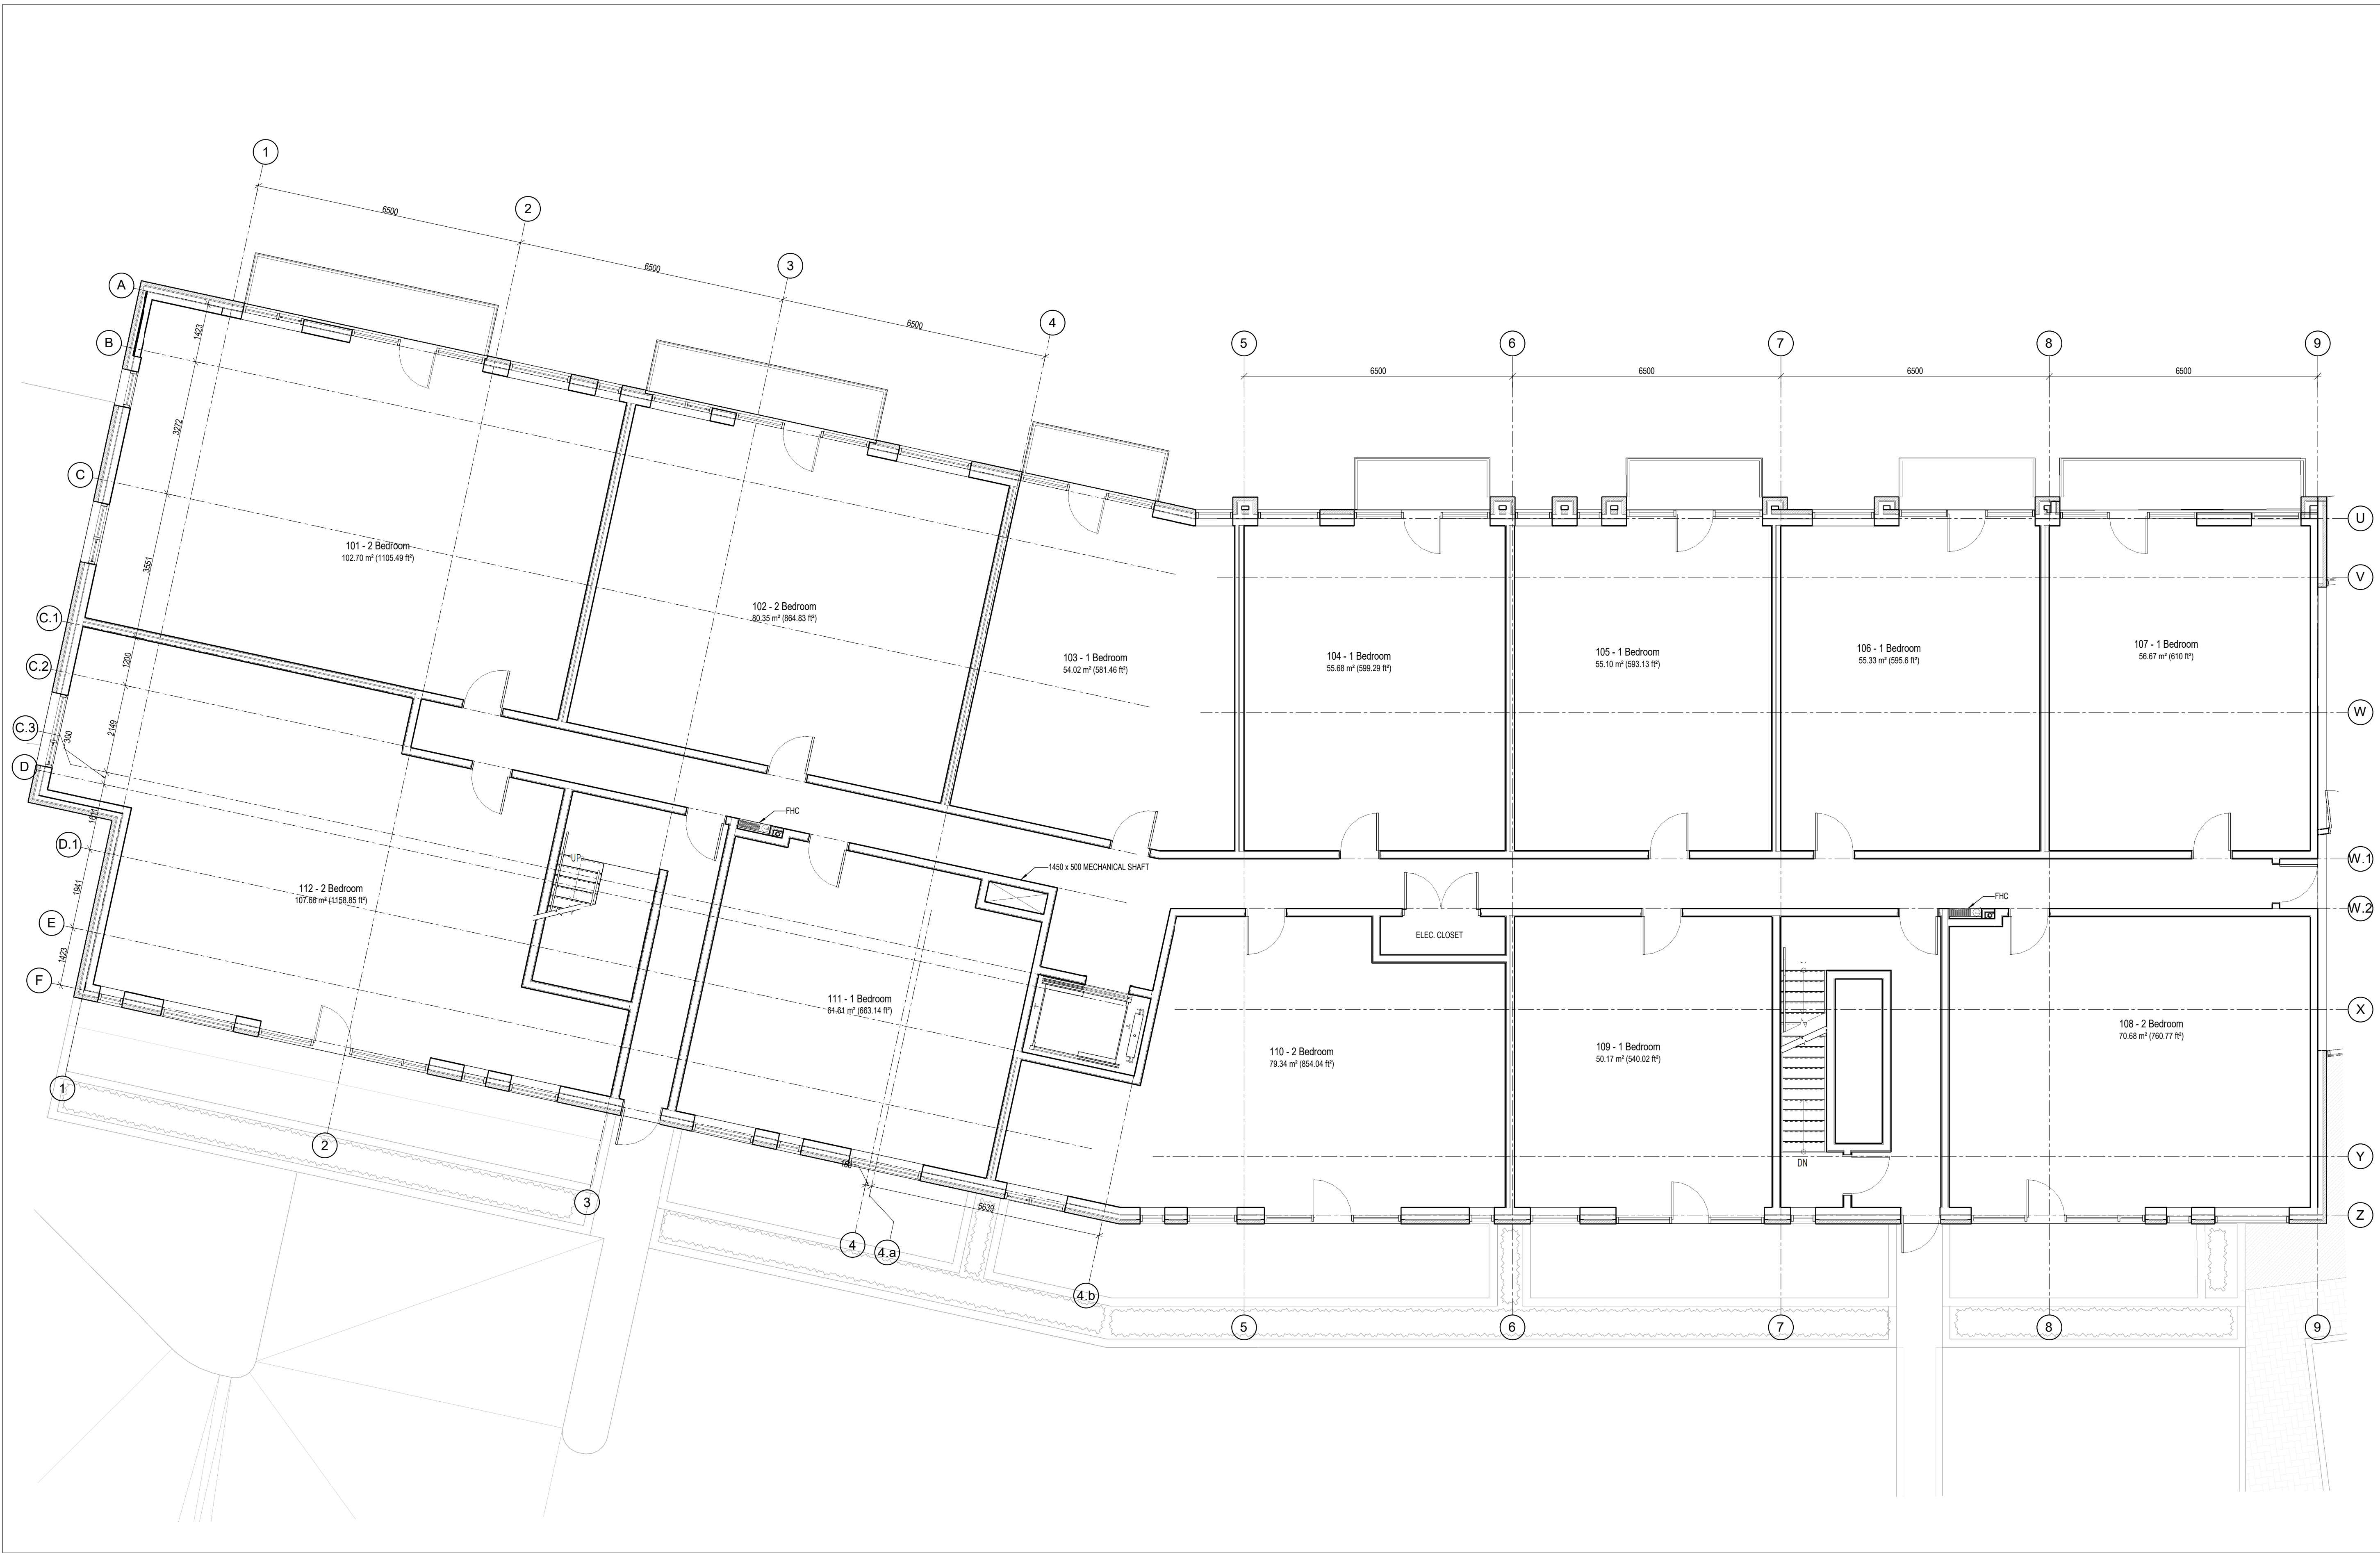 1
2
3
4
5
6
7
8
9
6500
6500
6500
6500
6500
6500
6500
A
B
C
C.1
C.2
C.3
D
D.1
E
F
1423
3272
3551
1200
2149
300
1941
1423
U
V
W
W.1
W.2
X
Y
Z
101 - 2 Bedroom
102.70 m² (1105.49 ft²)
102 - 2 Bedroom
80.35 m² (864.83 ft²)
103 - 1 Bedroom
54.02 m² (581.46 ft²)
104 - 1 Bedroom
55.68 m² (599.29 ft²)
105 - 1 Bedroom
55.10 m² (593.13 ft²)
106 - 1 Bedroom
55.33 m² (595.6 ft²)
107 - 1 Bedroom
56.67 m² (610 ft²)
FHC
UP
1450 x 500 MECHANICAL SHAFT
112 - 2 Bedroom
107.66 m² (1158.85 ft²)
111 - 1 Bedroom
61.61 m² (663.14 ft²)
ELEC. CLOSET
FHC
110 - 2 Bedroom
79.34 m² (854.04 ft²)
109 - 1 Bedroom
50.17 m² (540.02 ft²)
108 - 2 Bedroom
70.68 m² (760.77 ft²)
DN
5639
1
2
3
4
4.a
4.b
5
6
7
8
9